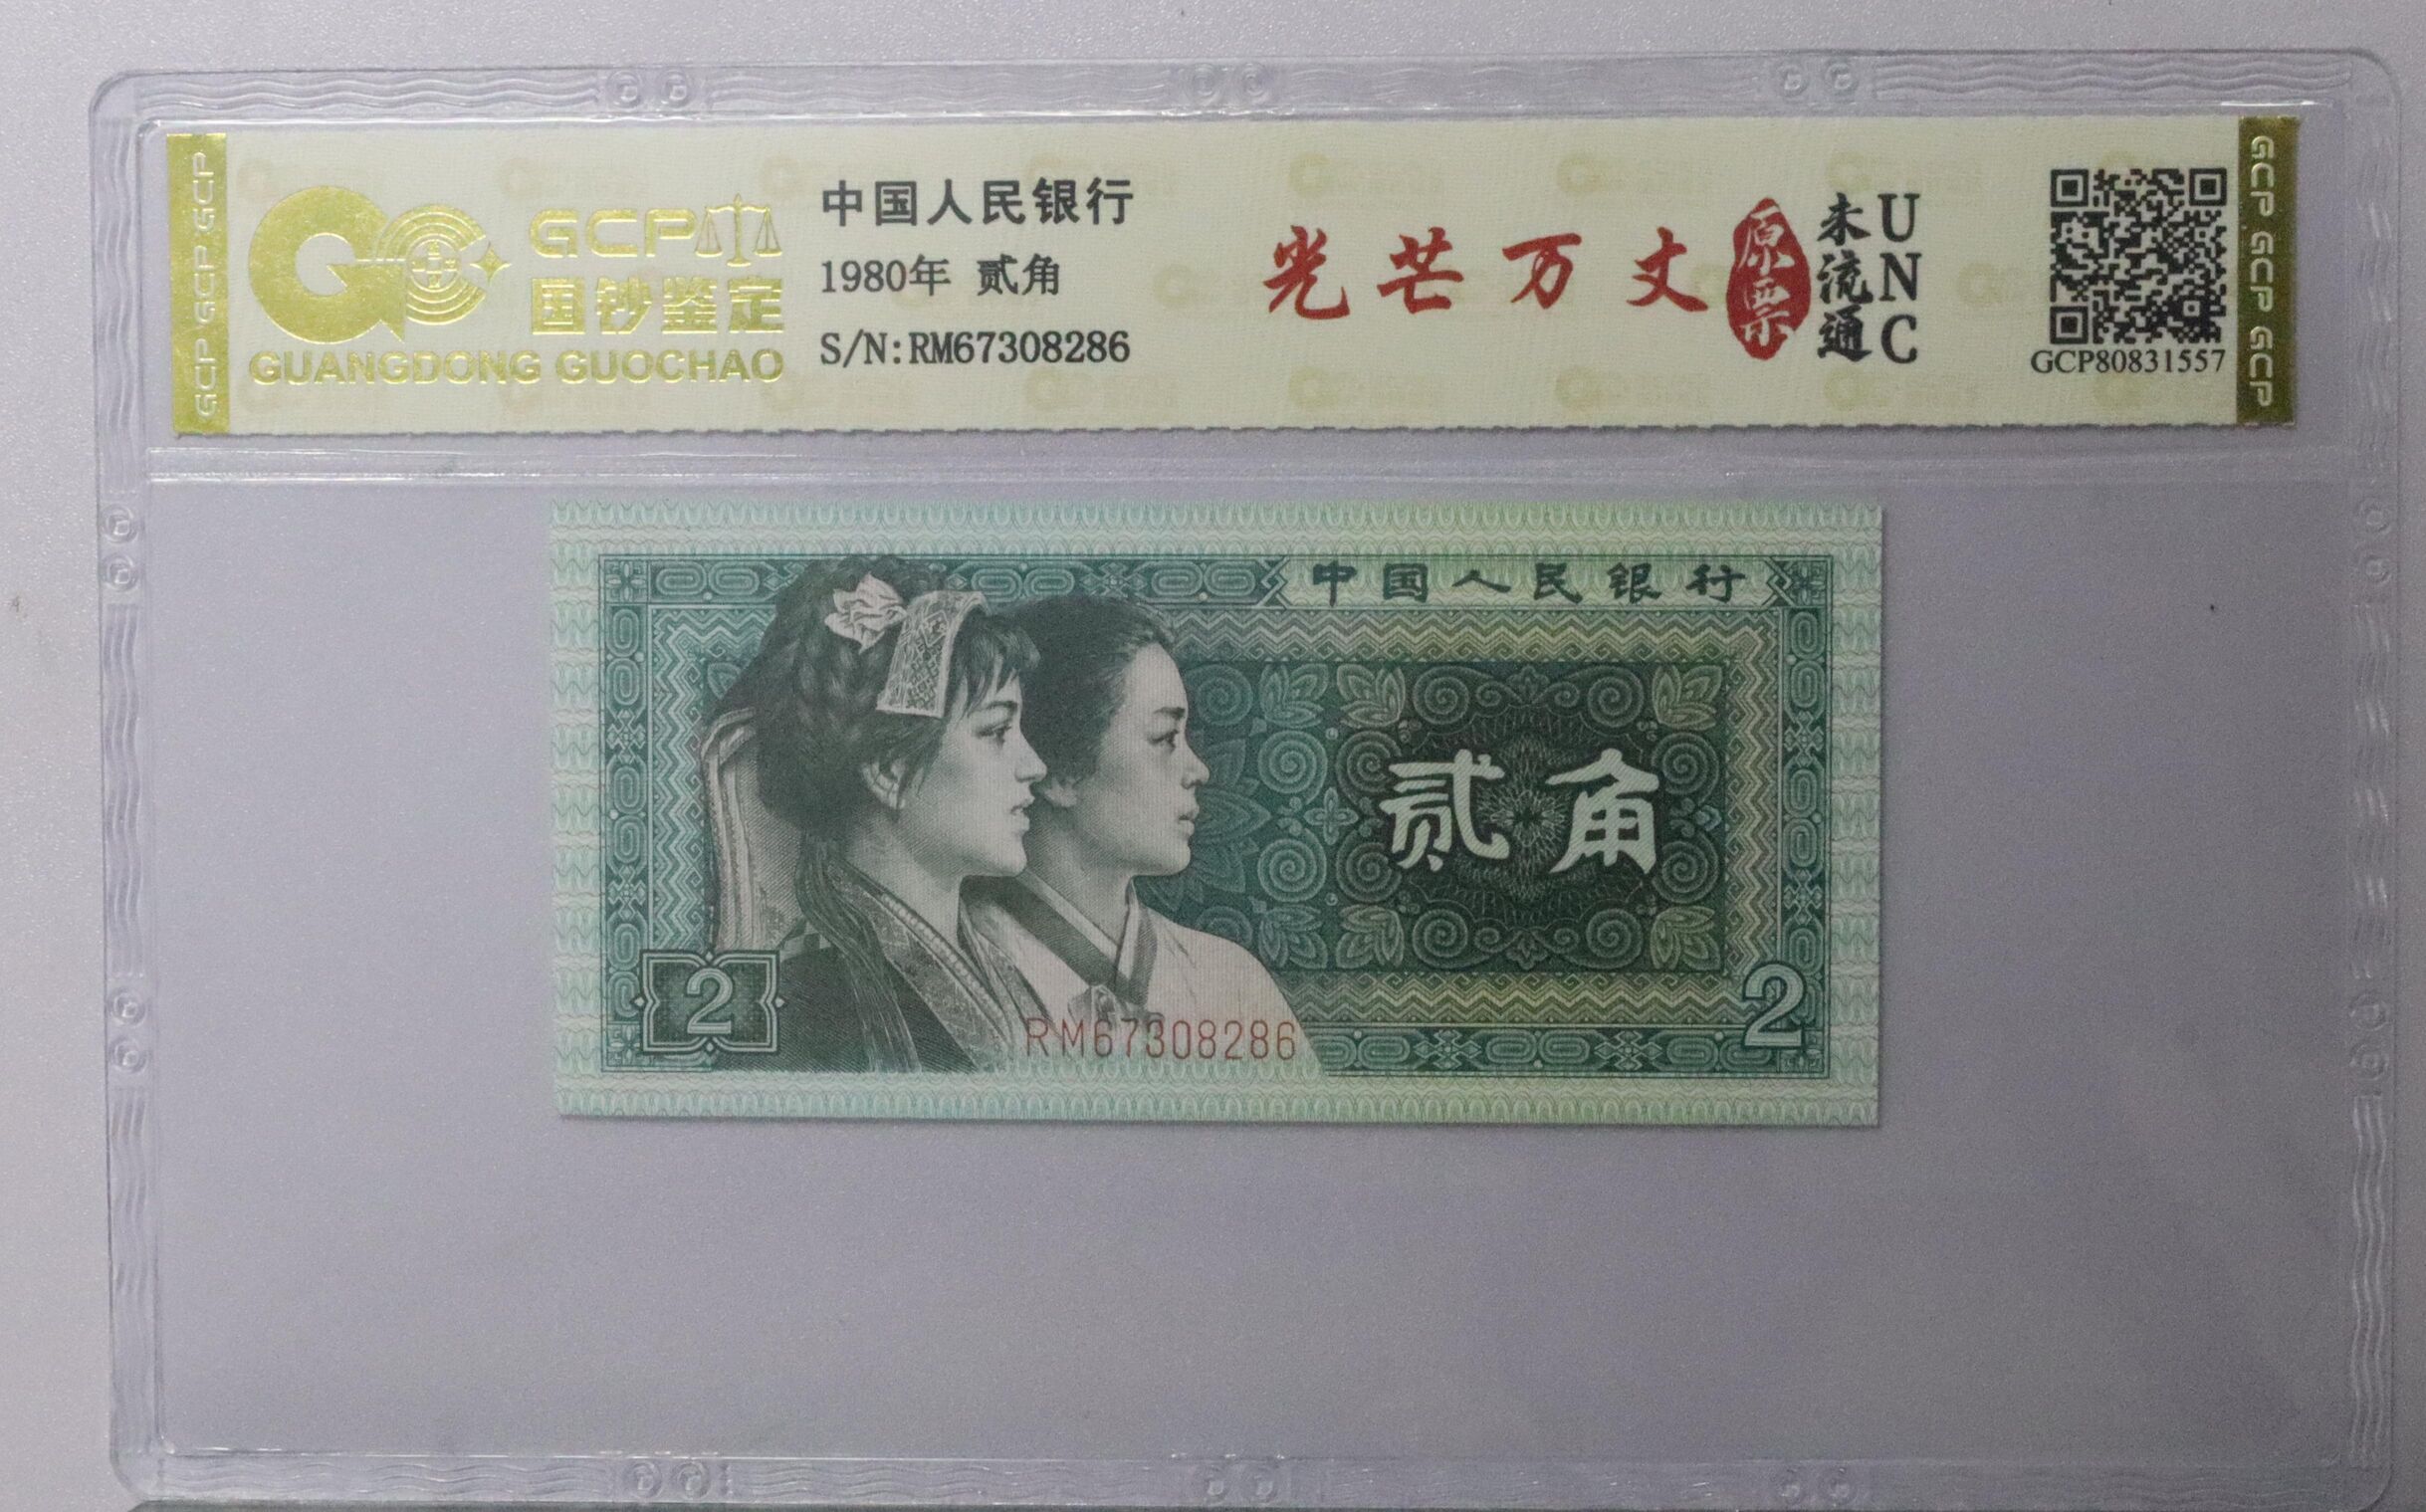 GCP GCP GCP
GCP
国钞鉴定
GUANGDONG GUOCHAO
中国人民银行
1980年 贰角
S/N:RM67308286
光芒万丈
原票
未流通
UNC
GCP80831557
GCP GCP GCP
中国人民银行
贰角
2
RM67308286
2